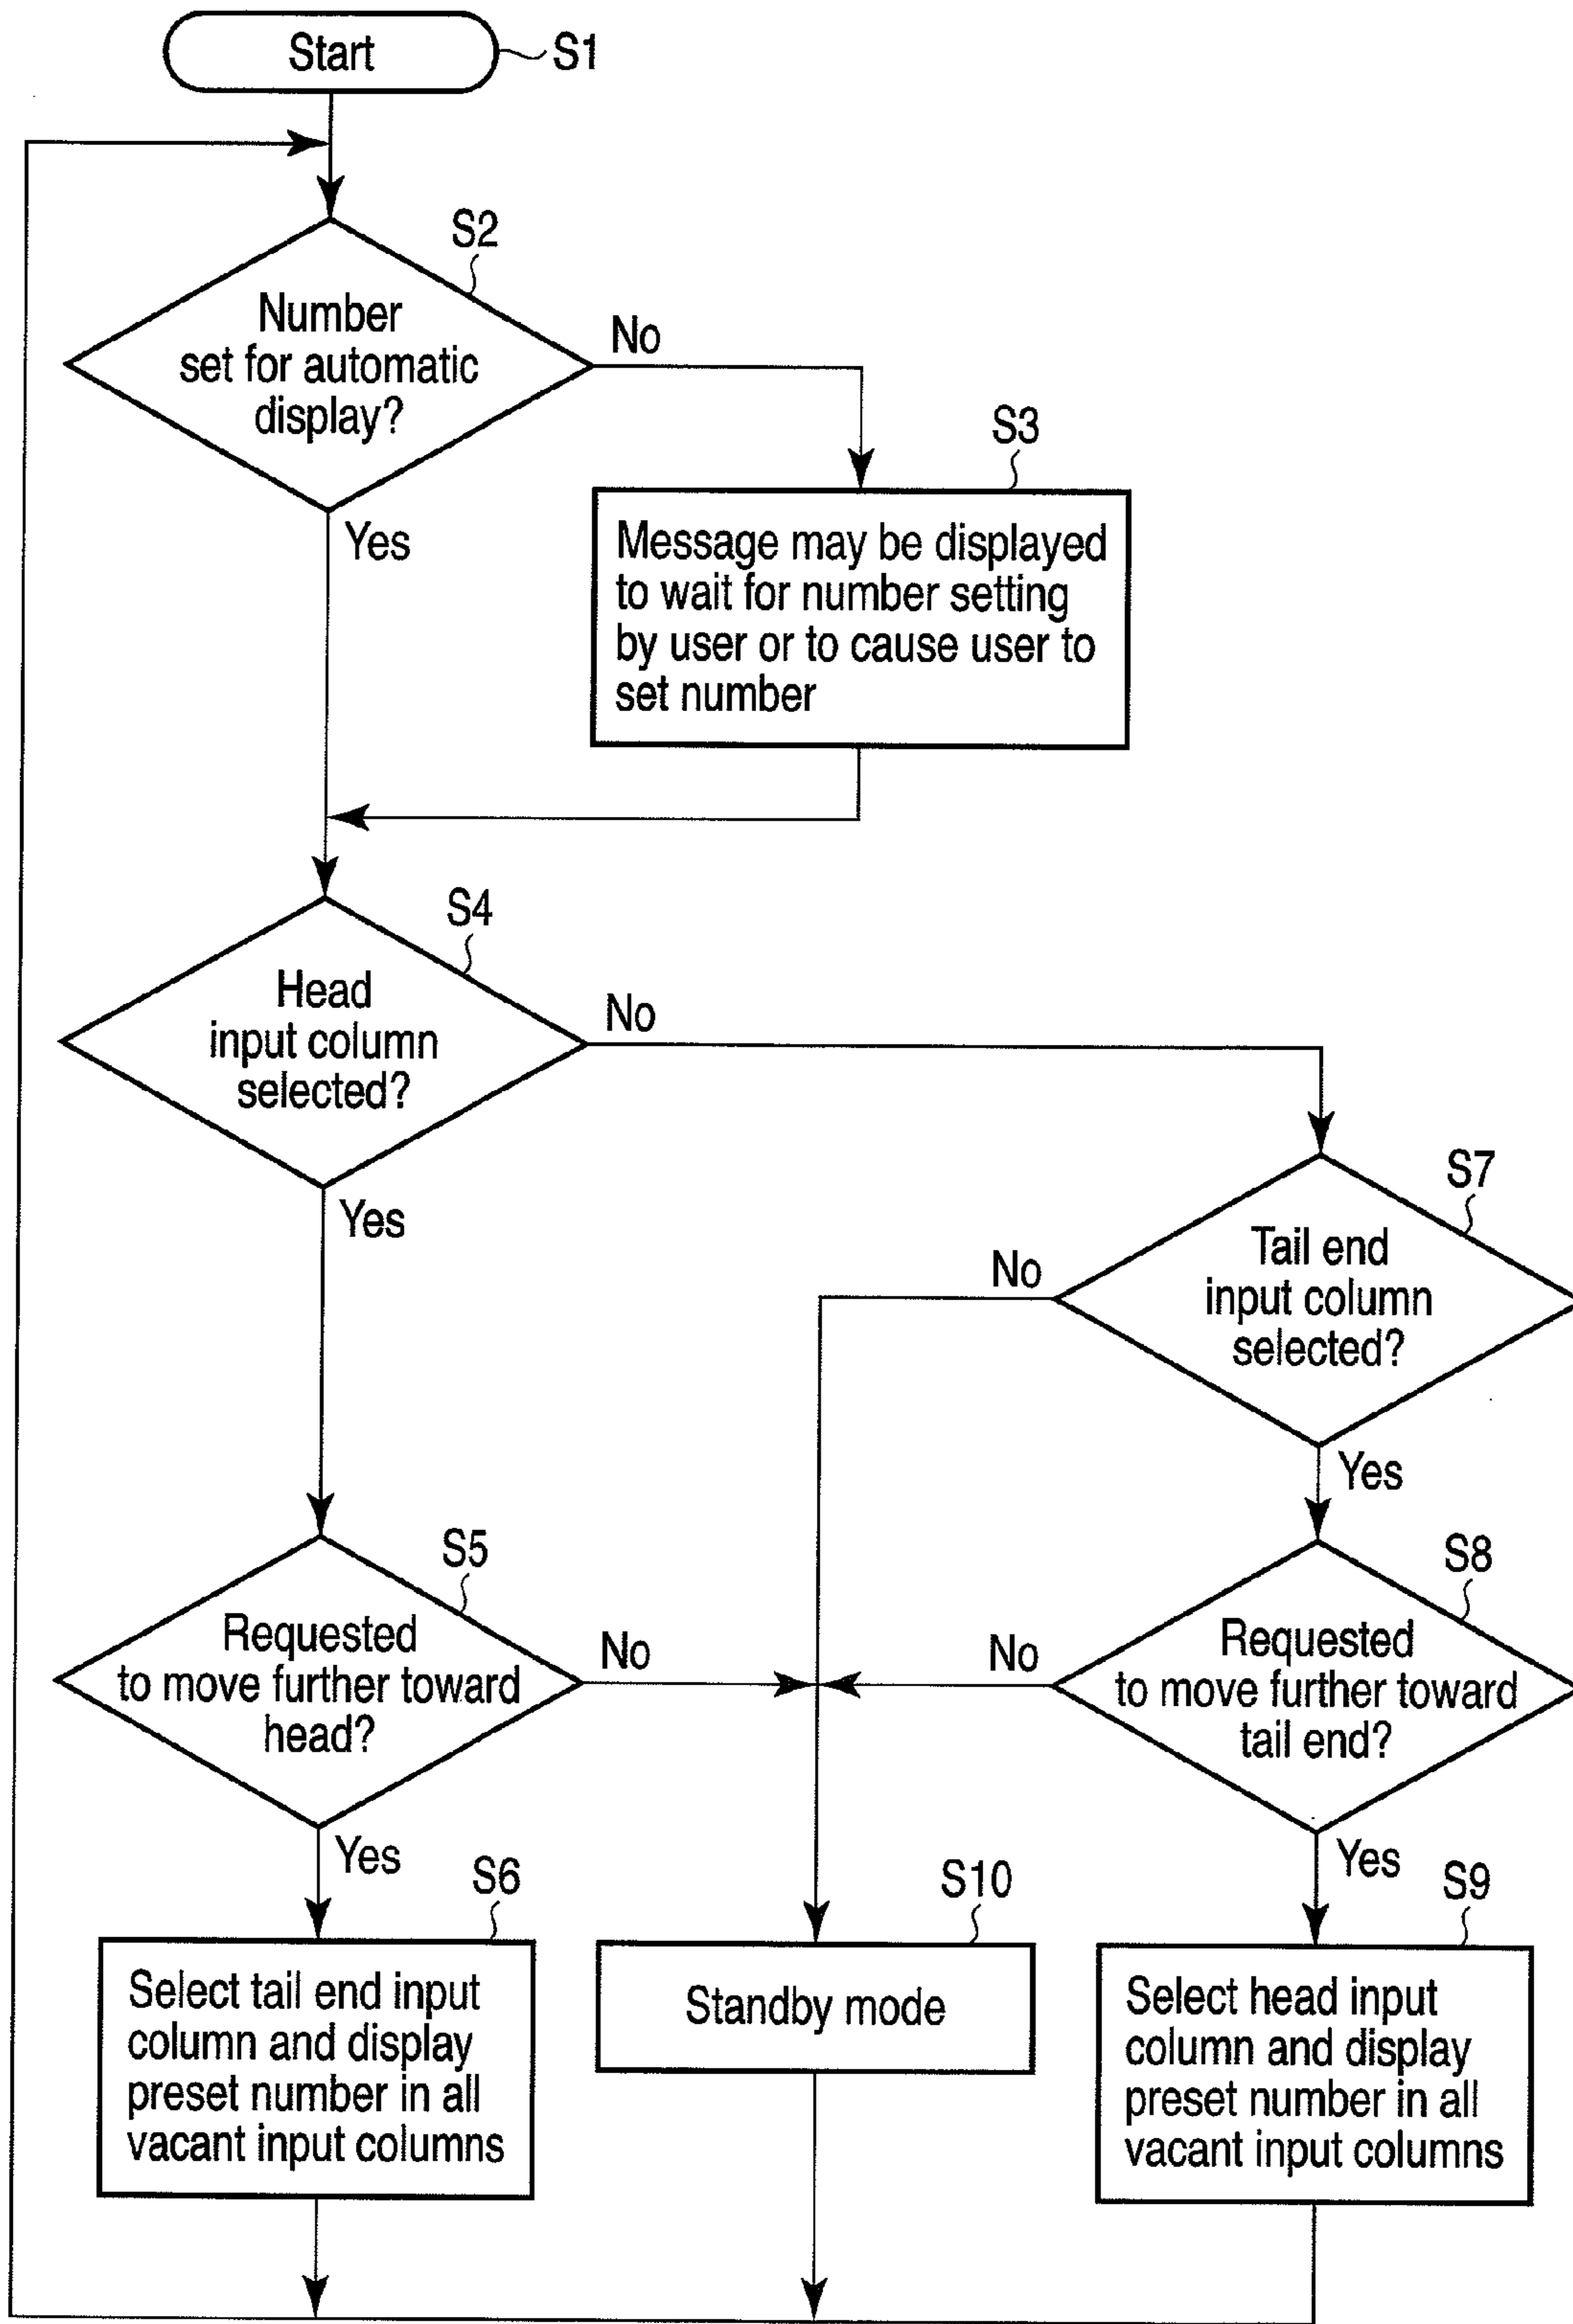 Start
S1
S2
Number
set for automatic
display?
No
Yes
S3
Message may be displayed
to wait for number setting
by user or to cause user to
set number
S4
Head
input column
selected?
No
Yes
S7
Tail end
input column
selected?
No
Yes
S5
Requested
to move further toward
head?
No
Yes
S8
Requested
to move further toward
tail end?
No
Yes
S6
Select tail end input
column and display
preset number in all
vacant input columns
S10
Standby mode
S9
Select head input
column and display
preset number in all
vacant input columns